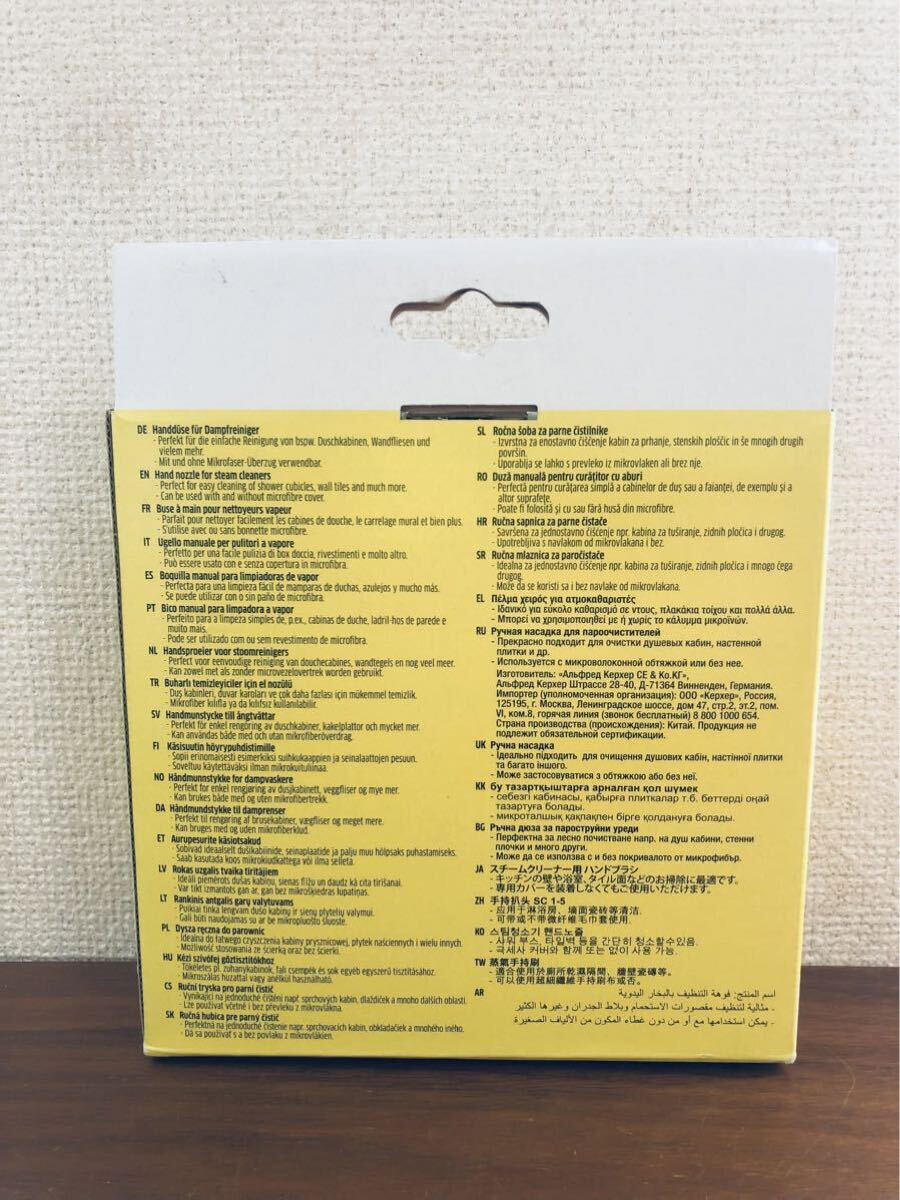 DE Handdüse für Dampfreiniger
- Perfekt für die einfache Reinigung von bspw. Duschkabinen, Wandfliesen und
vielem mehr.
- Mit und ohne Mikrofaser-Überzug verwendbar.
EN Hand nozzle for steam cleaners
- Perfect for easy cleaning of shower cubicles, wall tiles and much more.
- Can be used with and without microfibre cover.
FR Buse à main pour nettoyeurs vapeur
- Parfait pour nettoyer facilement les cabines de douche, le carrelage mural et bien plus.
- S'utilise avec ou sans bonnette microfibre.
IT Ugello manuale per pulitori a vapore
- Perfetto per una facile pulizia di box doccia, rivestimenti e molto altro.
- Può essere usato con e senza copertura in microfibra.
ES Boquilla manual para limpiadoras de vapor
- Perfecta para una limpieza fácil de mamparas de duchas, azulejos y mucho más.
- Se puede utilizar con o sin paño de microfibra.
PT Bico manual para limpadora a vapor
- Perfeito para a limpeza simples de, p.ex., cabinas de duche, ladril-hos de parede e
muito mais.
- Pode ser utilizado com ou sem revestimento de microfibra.
NL Handsproeier voor stoomreinigers
- Perfect voor eenvoudige reiniging van douchecabines, wandtegels en nog veel meer.
- Kan zowel met als zonder microvezelovertrek worden gebruikt.
TR Buharlı temizleyiciler için el nozülü
- Duş kabinleri, duvar karoları ve çok daha fazlası için mükemmel temizlik.
- Mikrofiber kılıfla ya da kılıfsız kullanılabilir.
SV Handmunstycke till ångtvättar
- Perfekt för enkel rengöring av duschkabiner, kakelplattor och mycket mer.
- Kan användas både med och utan mikrofiberöverdrag.
FI Käsisuutin höyrypuhdistimille
- Sopii erinomaisesti esimerkiksi suihkukaappien ja seinalaattojen pesuun.
- Soveltuu käytettäväksi ilman mikrokuituliinaa.
NO Håndmunnstykke for dampvaskere
- Perfekt for enkel rengjøring av dusjkabinett, veggfliser og mye mer.
- Kan brukes både med og uten mikrofibertrekk.
DA Håndmundstykke til damprenser
- Perfekt til rengøring af brusekabiner, vægfliser og meget mere.
- Kan bruges med og uden mikrofiberklud.
ET Aurupesurite käsiotsakud
- Sobivad ideaalselt dušikabiinide, seinaplaatide ja palju muu hõlpsaks puhastamiseks.
- Saab kasutada koos mikrokiudkattega või ilma selleta.
LV Rokas uzgalis tvaika tīrītājiem
- Ideāli piemērots dušas kabīņu, sienas flīžu un daudz kā cita tīrīšanai.
- Var tikt izmantots gan ar, gan bez mikrošķiedras lupatiņas.
LT Rankinis antgalis garų valytuvams
- Puikiai tinka lengvam dušo kabinų ir sienų plytelių valymui.
- Gali būti naudojamas su ar be mikropluošto šluostė.
PL Dysza ręczna do parownic
- Idealna do łatwego czyszczenia kabiny prysznicowej, płytek naściennych i wielu innych.
- Możliwość stosowania ze ścierką oraz bez ścierki.
HU Kézi szívófej gőztisztítókhoz
- Tökéletes pl. zuhanykabinok, fali csempék és sok egyéb egyszerű tisztításához.
- Mikroszálas huzattal vagy anélkül használható.
CS Ruční tryska pro parní čistič
- Vynikající na jednoduché čištění např. sprchových kabin, dlaždiček a mnoho dalších oblastí.
- Lze používat včetně i bez převleku z mikrovlákna.
SK Ručná hubica pre parný čistič
- Perfektná na jednoduché čistenie napr. sprchovacích kabín, obkladačiek a mnohého iného.
- Dá sa používať s a bez povlaku z mikrovlákien.
SL Ročna šoba za parne čistilnike
- Izvrstna za enostavno čiščenje kabin za prhanje, stenskih ploščic in še mnogih drugih
površin.
- Uporablja se lahko s prevleko iz mikrovlaken ali brez nje.
RO Duză manuală pentru curăţitor cu aburi
- Perfectă pentru curăţarea simplă a cabinelor de duş sau a faianţei, de exemplu şi a
altor suprafeţe.
- Poate fi folosită şi cu sau fără husă din microfibre.
HR Ručna sapnica za parne čistače
- Savršena za jednostavno čišćenje npr. kabina za tuširanje, zidnih pločica i drugog.
- Upotrebljiva s navlakom od mikrovlakana i bez.
SR Ručna mlaznica za paročistače
- Idealna za jednostavno čišćenje npr. kabina za tuširanje, zidnih pločica i mnogo čega
drugog.
- Može da se koristi sa i bez navlake od mikrovlakana.
EL Πέλμα χειρός για ατμοκαθαριστές
- Ιδανικό για εύκολο καθαρισμό σε ντους, πλακάκια τοίχου και πολλά άλλα.
- Μπορεί να χρησιμοποιηθεί με ή χωρίς το κάλυμμα μικροϊνών.
RU Ручная насадка для пароочистителей
- Прекрасно подходит для очистки душевых кабин, настенной
плитки и др.
- Используется с микроволоконной обтяжкой или без нее.
Изготовитель: «Альфред Керхер СЕ & Ко.КГ»,
Альфред Керхер Штрассе 28-40, Д-71364 Винненден, Германия.
Импортер (уполномоченная организация): ООО «Керхер», Россия,
125195, г. Москва, Ленинградское шоссе, дом 47, стр.2, эт.2, пом.
VI, ком.8, горячая линия (звонок бесплатный) 8 800 1000 654.
Страна производства (происхождения): Китай. Продукция не
подлежит обязательной сертификации.
UK Ручна насадка
- Ідеально підходить для очищення душових кабін, настінної плитки
та багато іншого.
- Може застосовуватися з обтяжкою або без неї.
KK бу тазартқыштарға арналған қол шүмек
- себезгі кабинасы, қабырға плиткалар т.б. беттерді оңай
тазартуға болады.
- микроталшық қақпақпен бірге қолдануға болады.
BG Ръчна дюза за пароструйни уреди
- Перфектна за лесно почистване напр. на душ кабини, стенни
плочки и много други.
- Може да се използва с и без покривалото от микрофибър.
JA スチームクリーナー用 ハンドブラシ
- キッチンの壁や浴室、タイル面などのお掃除に最適です。
- 専用カバーを装着しなくてもご使用いただけます。
ZH 手持扒头 SC 1-5
- 应用于淋浴房、墙面瓷砖等清洁.
- 可带或不带微纤维毛巾套使用.
KO 스팀청소기 핸드노즐
- 샤워 부스, 타일벽 등을 간단히 청소할수있음.
- 극세사 커버와 함께 또는 없이 사용 가능.
TW 蒸氣手持刷
- 適合使用於廁所乾濕隔間、牆壁瓷磚等。
- 可以使用超細纖維手持刷布或否。
AR اسم المنتج: فوهة التنظيف بالبخار اليدوية
- مثالية لتنظيف مقصورات الاستحمام وبلاط الجدران وغيرها الكثير
- يمكن استخدامها مع أو من دون غطاء المكون من الألياف الصغيرة